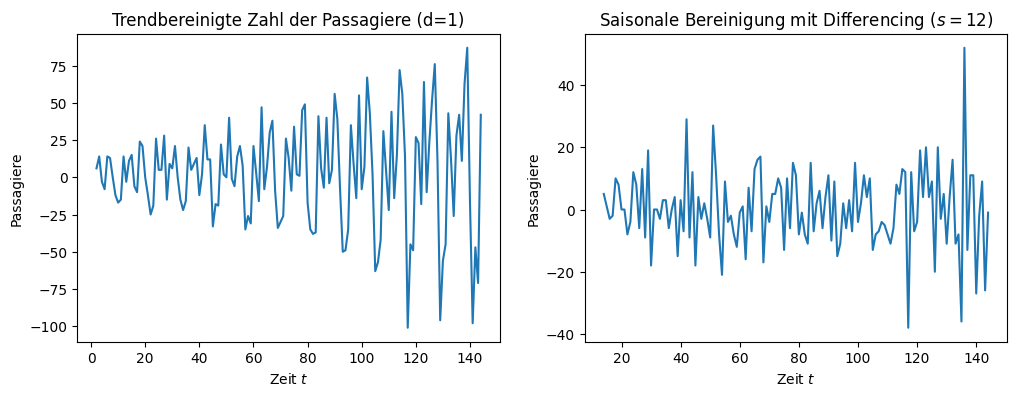 Trendbereinigte Zahl der Passagiere (d=1)
Passagiere
75
50
25
0
−25
−50
−75
−100
0 20 40 60 80 100 120 140
Zeit t
Saisonale Bereinigung mit Differencing (s = 12)
Passagiere
40
20
0
−20
−40
20 40 60 80 100 120 140
Zeit t